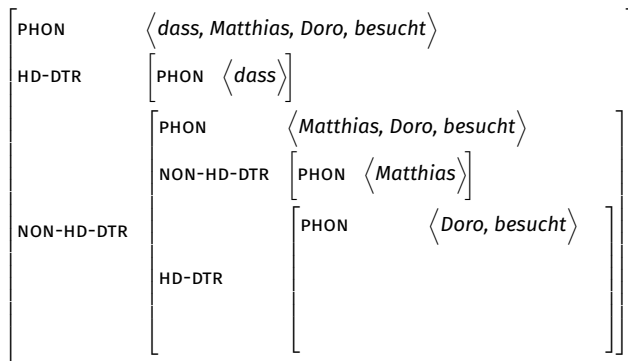 PHON ⟨dass, Matthias, Doro, besucht⟩
HD-DTR [PHON ⟨dass⟩]
PHON ⟨Matthias, Doro, besucht⟩
NON-HD-DTR [PHON ⟨Matthias⟩]
PHON ⟨Doro, besucht⟩
NON-HD-DTR
HD-DTR